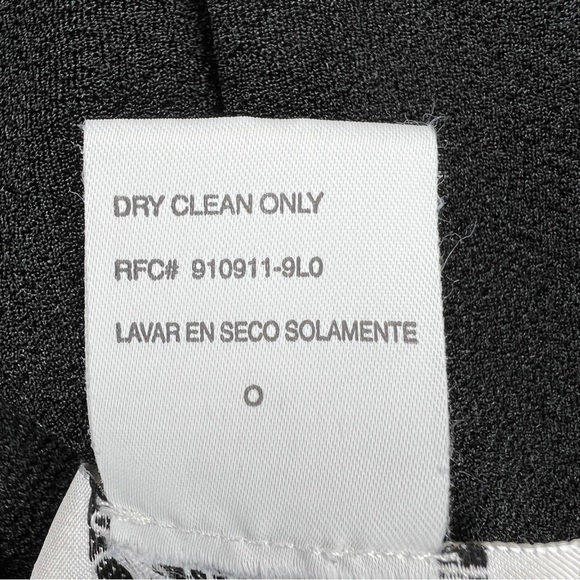 DRY CLEAN ONLY
RFC# 910911-9L0
LAVAR EN SECO SOLAMENTE
O